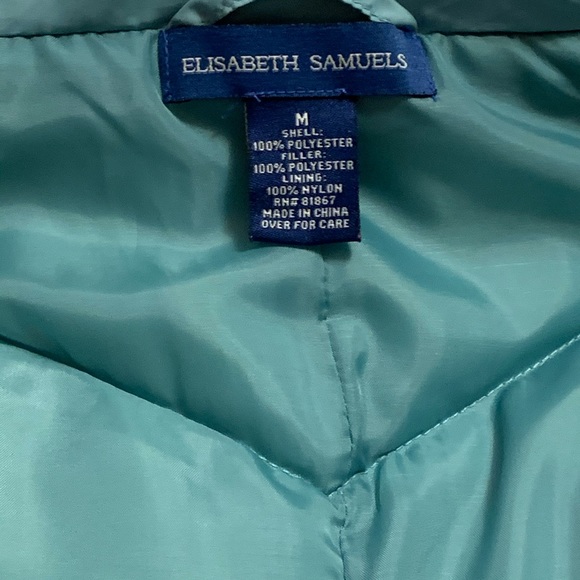 ELISABETH SAMUELS
M
SHELL:
100% POLYESTER
FILLER:
100% POLYESTER
LINING:
100% NYLON
RN# 81867
MADE IN CHINA
OVER FOR CARE